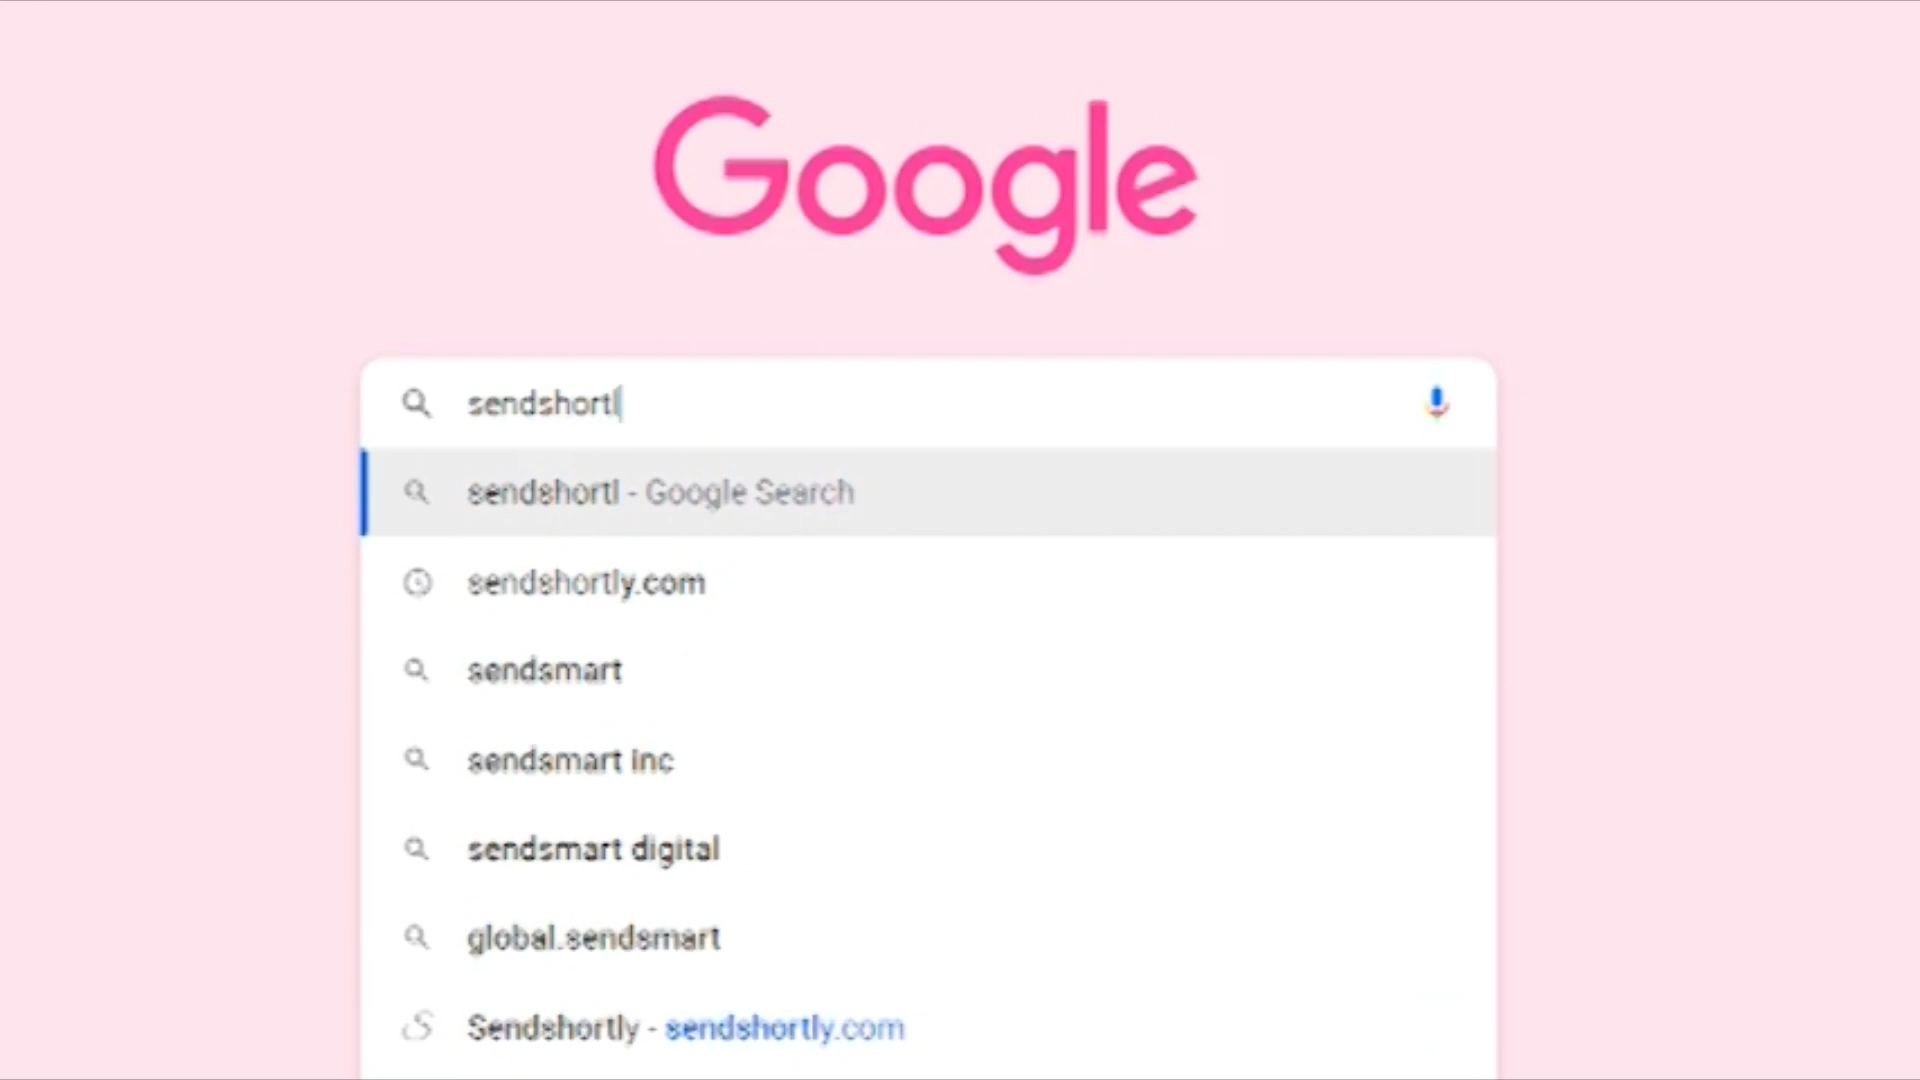 Google
sendshortl
sendshortl - Google Search
sendshortly.com
sendsmart
sendsmart inc
sendsmart digital
global.sendsmart
Sendshortly - sendshortly.com